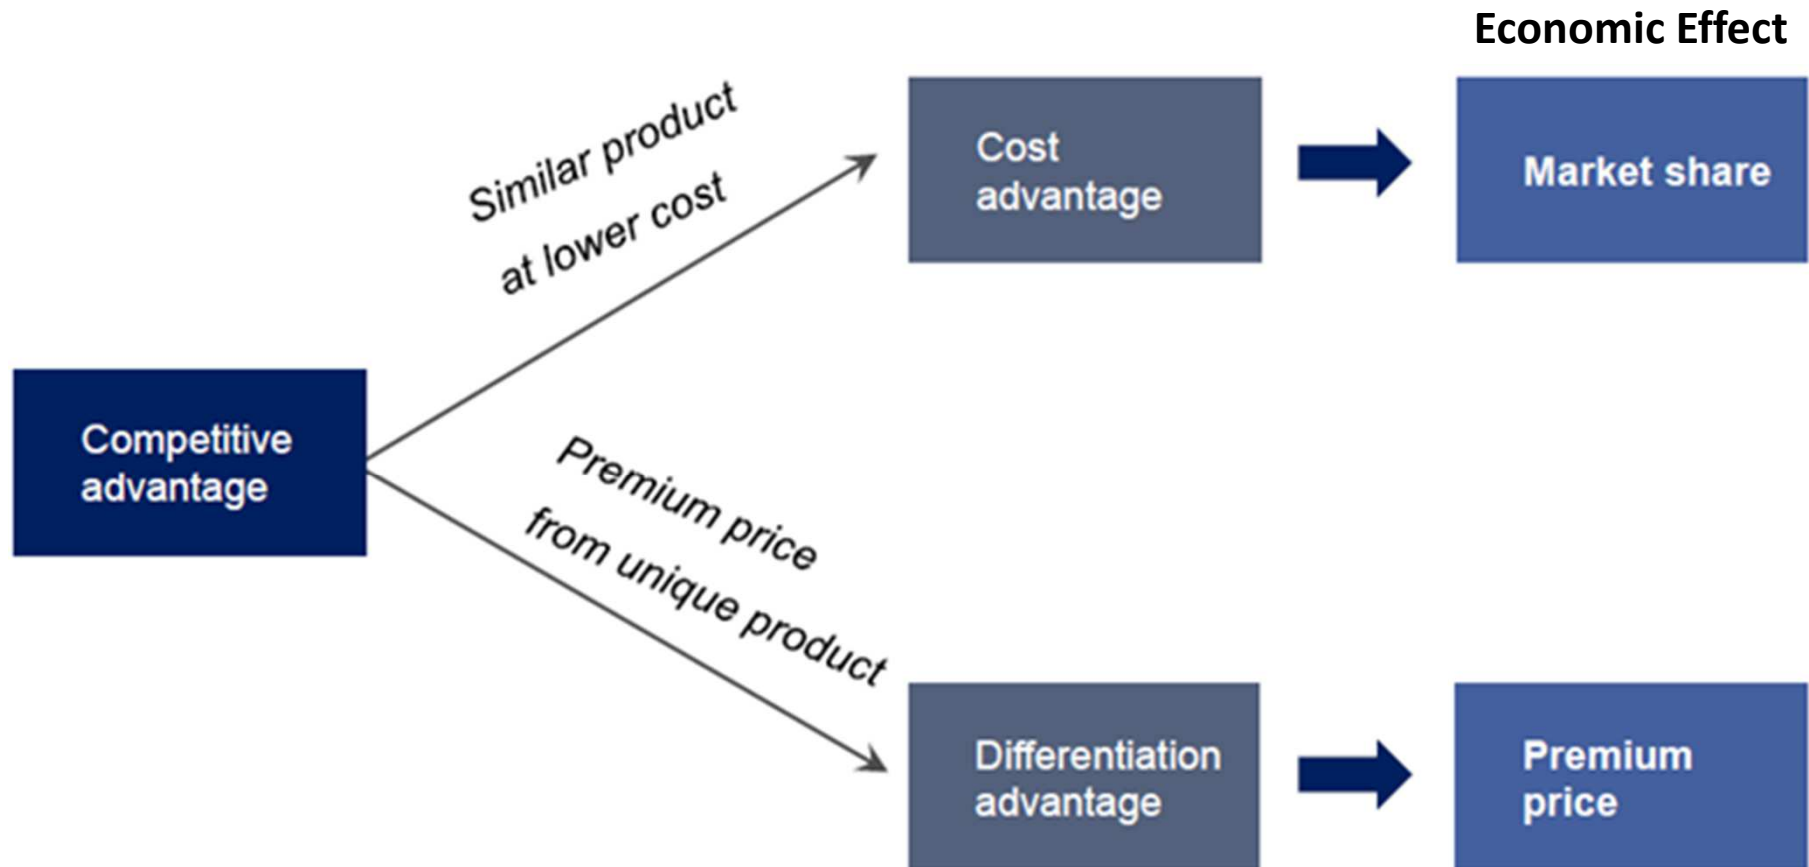 Economic Effect
Similar product
at lower cost
Cost
advantage
Market share
Competitive
advantage
Premium price
from unique product
Differentiation
advantage
Premium
price